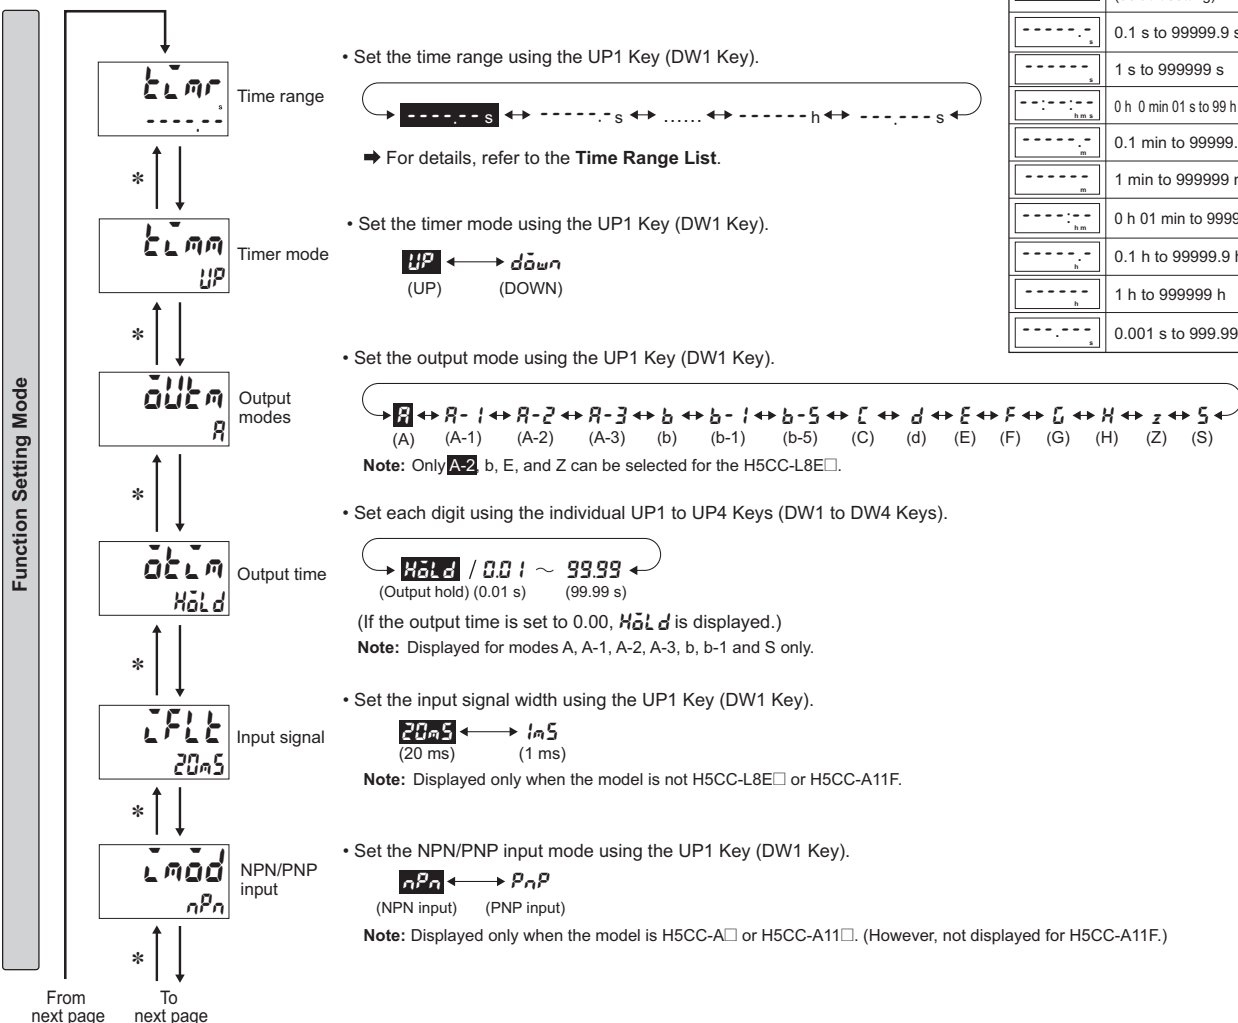 Function Setting Mode
Time range
• Set the time range using the UP1 Key (DW1 Key).
----.-- s ↔ -----.- s ↔ ...... ↔ ------ h ↔ ---.--- s
➡ For details, refer to the Time Range List.
*
Timer mode
UP
• Set the timer mode using the UP1 Key (DW1 Key).
UP ↔ down
(UP) (DOWN)
*
Output
modes
A
• Set the output mode using the UP1 Key (DW1 Key).
A ↔ A-1 ↔ A-2 ↔ A-3 ↔ b ↔ b-1 ↔ b-5 ↔ C ↔ d ↔ E ↔ F ↔ G ↔ H ↔ z ↔ S
(A) (A-1) (A-2) (A-3) (b) (b-1) (b-5) (C) (d) (E) (F) (G) (H) (Z) (S)
Note: Only A-2, b, E, and Z can be selected for the H5CC-L8E□.
*
otim
HoLd
Output time
• Set each digit using the individual UP1 to UP4 Keys (DW1 to DW4 Keys).
HoLd / 0.01 ~ 99.99
(Output hold) (0.01 s) (99.99 s)
(If the output time is set to 0.00, HoLd is displayed.)
Note: Displayed for modes A, A-1, A-2, A-3, b, b-1 and S only.
*
iFLt
20mS
Input signal
• Set the input signal width using the UP1 Key (DW1 Key).
20mS ↔ 1mS
(20 ms) (1 ms)
Note: Displayed only when the model is not H5CC-L8E□ or H5CC-A11F.
*
imod
nPn
NPN/PNP
input
• Set the NPN/PNP input mode using the UP1 Key (DW1 Key).
nPn ↔ PnP
(NPN input) (PNP input)
Note: Displayed only when the model is H5CC-A□ or H5CC-A11□. (However, not displayed for H5CC-A11F.)
*
From
next page
To
next page
-----.- s 0.1 s to 99999.9 s
------ s 1 s to 999999 s
--:--:-- h m s 0 h 0 min 01 s to 99 h
-----.- m 0.1 min to 99999.
------ m 1 min to 999999
----:-- h m 0 h 01 min to 9999
-----.- h 0.1 h to 99999.9 h
------ h 1 h to 999999 h
---.--- s 0.001 s to 999.99